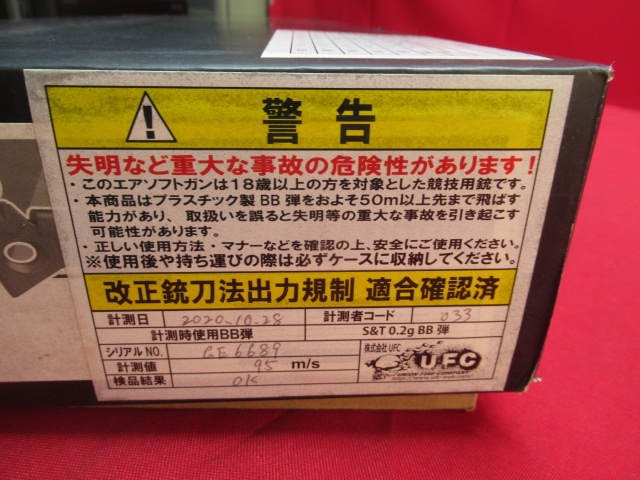 警告
失明など重大な事故の危険性があります!
・このエアソフトガンは18歳以上の方を対象とした競技用銃です。
・本商品はプラスチック製 BB 弾をおよそ50m以上先まで飛ばす
能力があり、取扱いを誤ると失明等の重大な事故を引き起こす
可能性があります。
・正しい使用方法・マナーなどを確認の上、安全にご使用ください。
※使用後や持ち運びの際は必ずケースに収納してください。
改正銃刀法出力規制 適合確認済
計測日 2020.10.28 計測者コード 033
計測時使用BB弾 S&T 0.2g BB 弾
シリアルNO. GE6689
計測値 95 m/s
検品結果 OK
株式会社 UFC
UFC